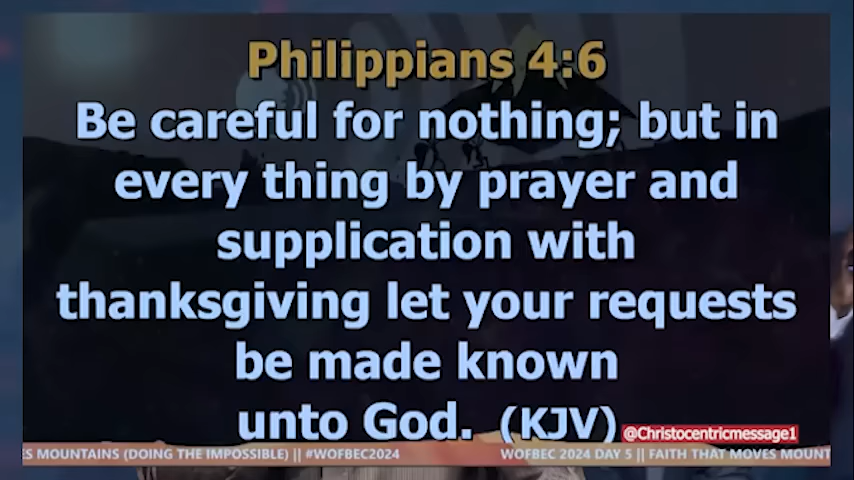 Philippians 4:6
Be careful for nothing; but in
every thing by prayer and
supplication with
thanksgiving let your requests
be made known
unto God. (KJV)
@Christocentricmessage1
ES MOUNTAINS (DOING THE IMPOSSIBLE) || #WOFBEC2024 WOFBEC 2024 DAY 5 || FAITH THAT MOVES MOUNT